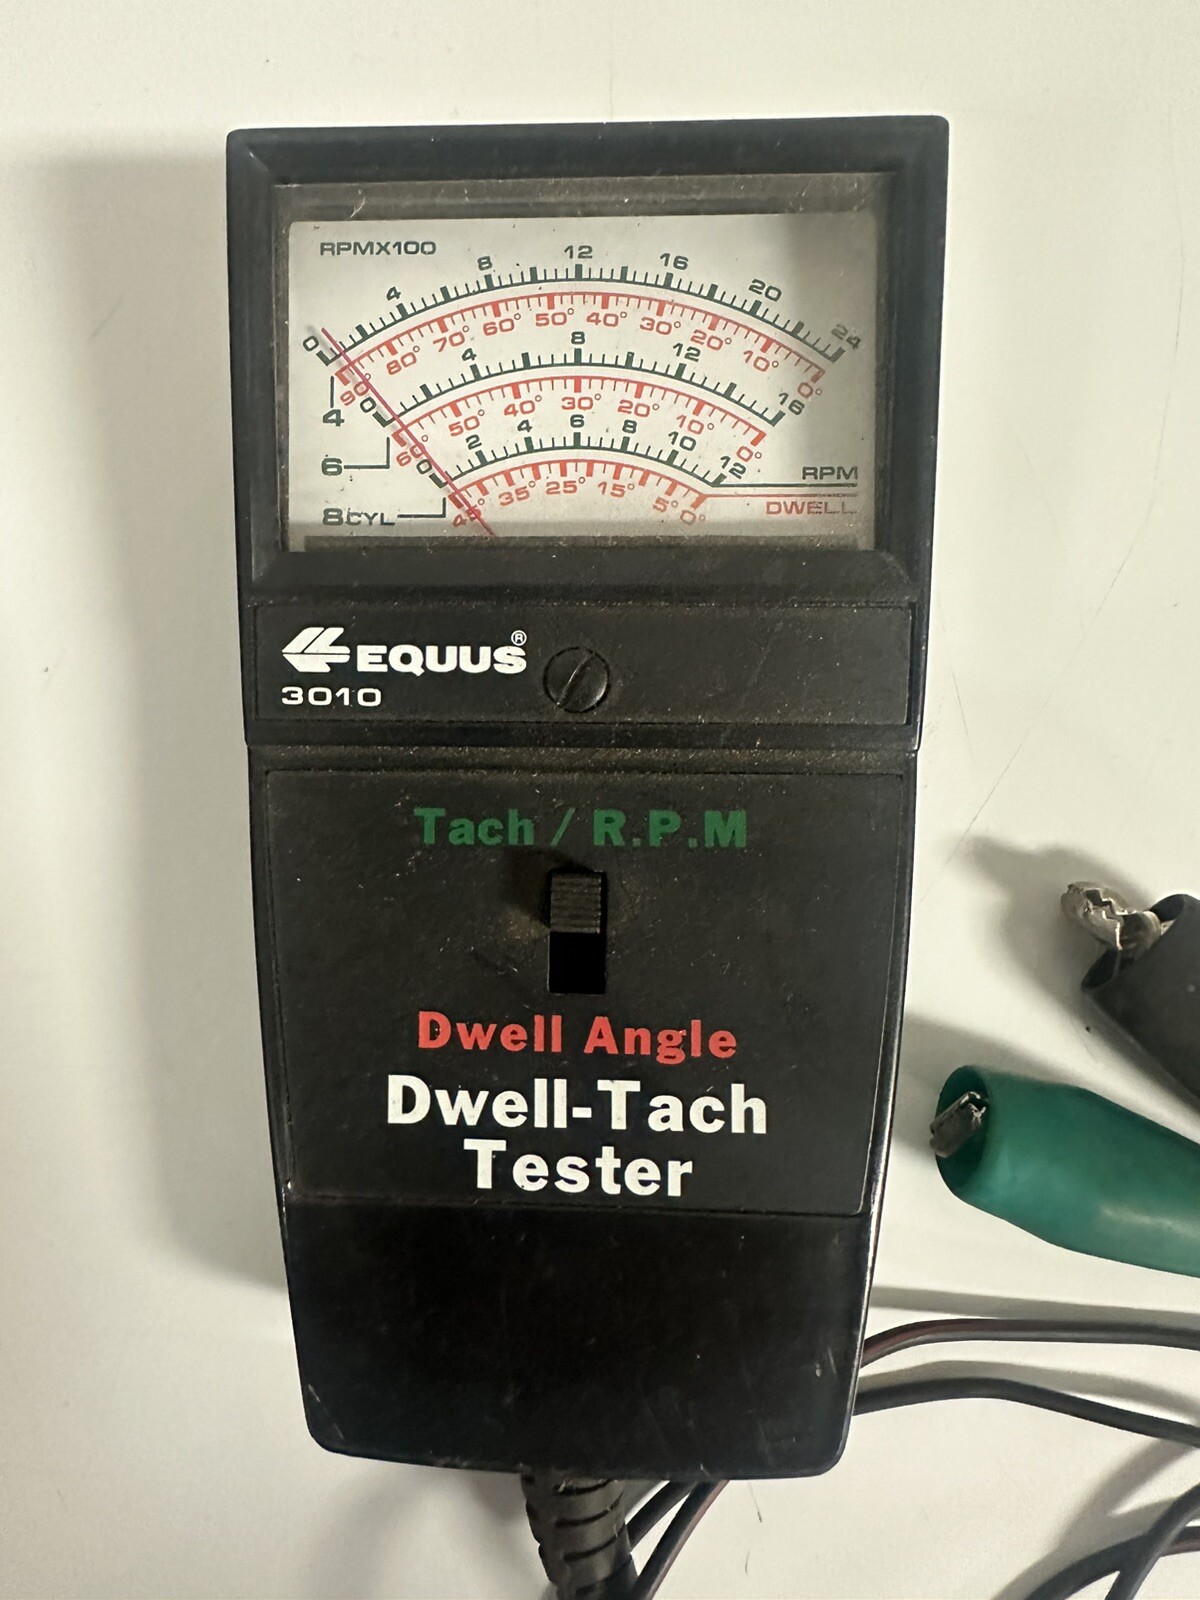 RPMX100
0 4 8 12 16 20 24
90° 80° 70° 60° 50° 40° 30° 20° 10° 0°
4
0 4 8 12 16
60° 50° 40° 30° 20° 10° 0°
6
0 2 4 6 8 10 12
RPM
45° 35° 25° 15° 5° 0°
DWELL
8CYL
EQUUS®
3010
Tach / R.P.M
Dwell Angle
Dwell-Tach
Tester